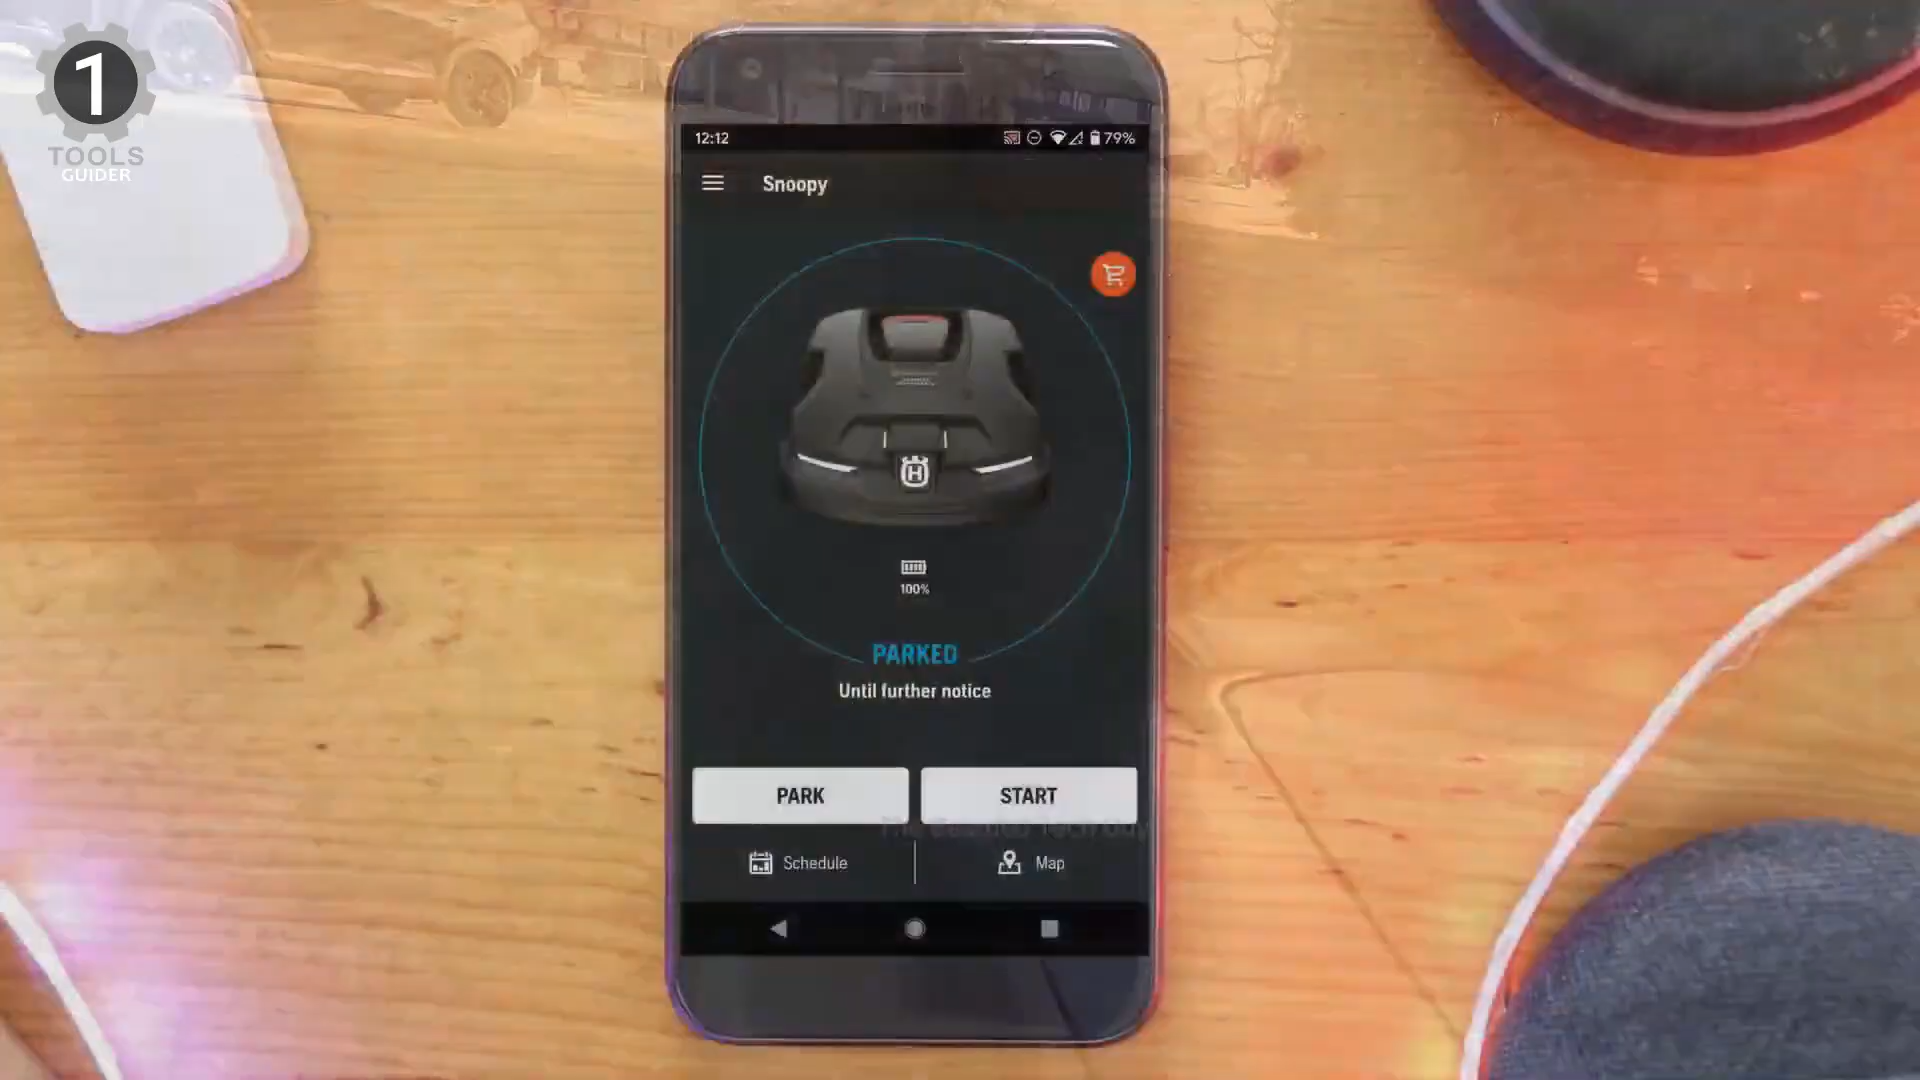 1
TOOLS
GUIDER
12:12
79%
Snoopy
H
100%
PARKED
Until further notice
PARK
START
Schedule
Map